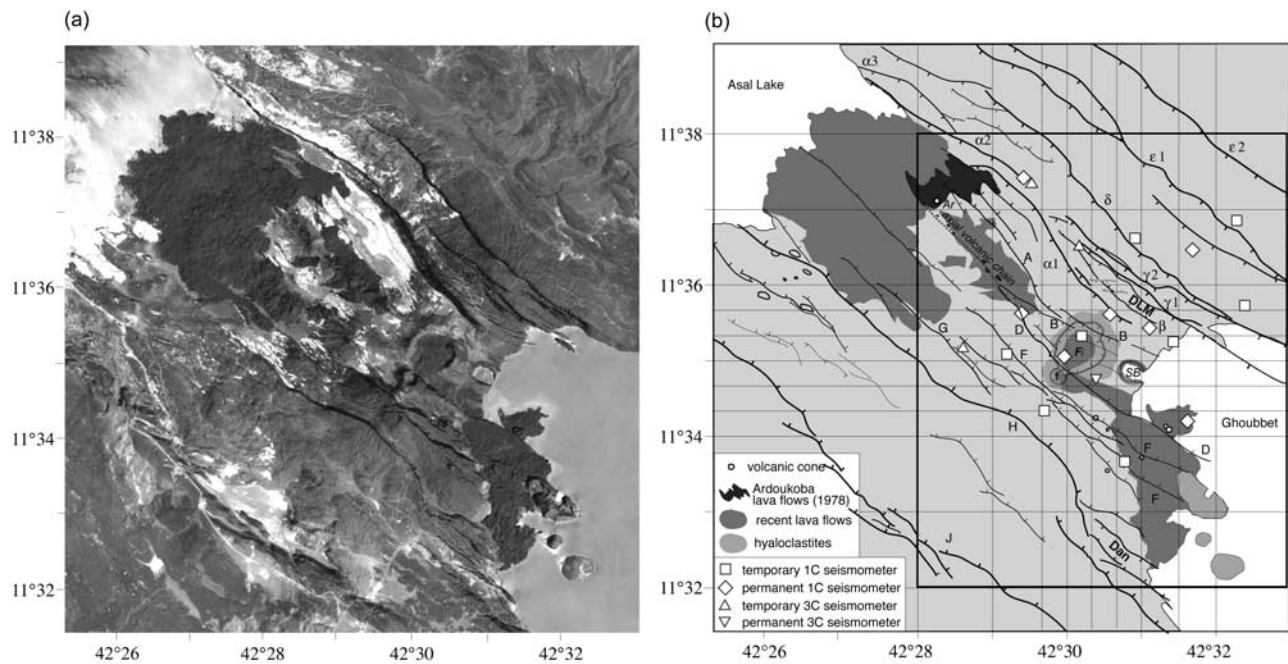 (a)
11°38'
11°36'
11°34'
11°32'
42°26
42°28
42°30
42°32
(b)
Asal Lake
α3
α2
ε1
ε2
δ
Ar
axial volcanic chain
A
α1
γ2
γ1
DLM
β
G
D
F
B
B
Fi
SB
H
Ghoubbet
F
D
F
J
Dan
11°38
11°36
11°34
11°32
volcanic cone
Ardoukoba
lava flows (1978)
recent lava flows
hyaloclastites
temporary 1C seismometer
permanent 1C seismometer
temporary 3C seismometer
permanent 3C seismometer
42°26
42°28
42°30
42°32